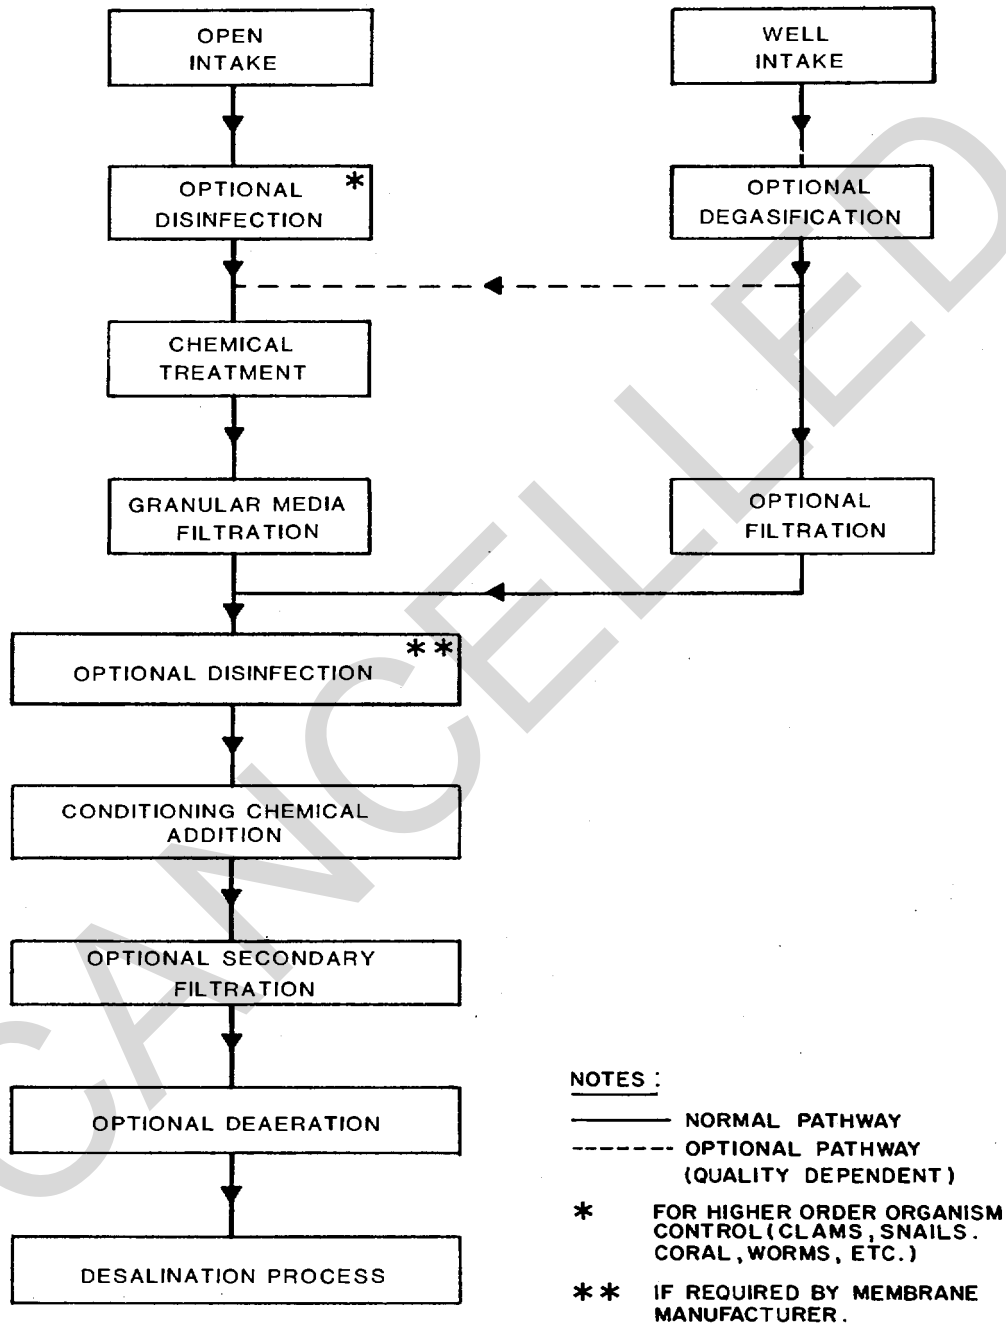 OPEN
INTAKE
WELL
INTAKE
OPTIONAL *
DISINFECTION
OPTIONAL
DEGASIFICATION
CHEMICAL
TREATMENT
GRANULAR MEDIA
FILTRATION
OPTIONAL
FILTRATION
**
OPTIONAL DISINFECTION
CONDITIONING CHEMICAL
ADDITION
OPTIONAL SECONDARY
FILTRATION
OPTIONAL DEAERATION
DESALINATION PROCESS
NOTES :
NORMAL PATHWAY
OPTIONAL PATHWAY
(QUALITY DEPENDENT)
* FOR HIGHER ORDER ORGANISM
CONTROL (CLAMS, SNAILS.
CORAL, WORMS, ETC.)
** IF REQUIRED BY MEMBRANE
MANUFACTURER.
CANCELLED